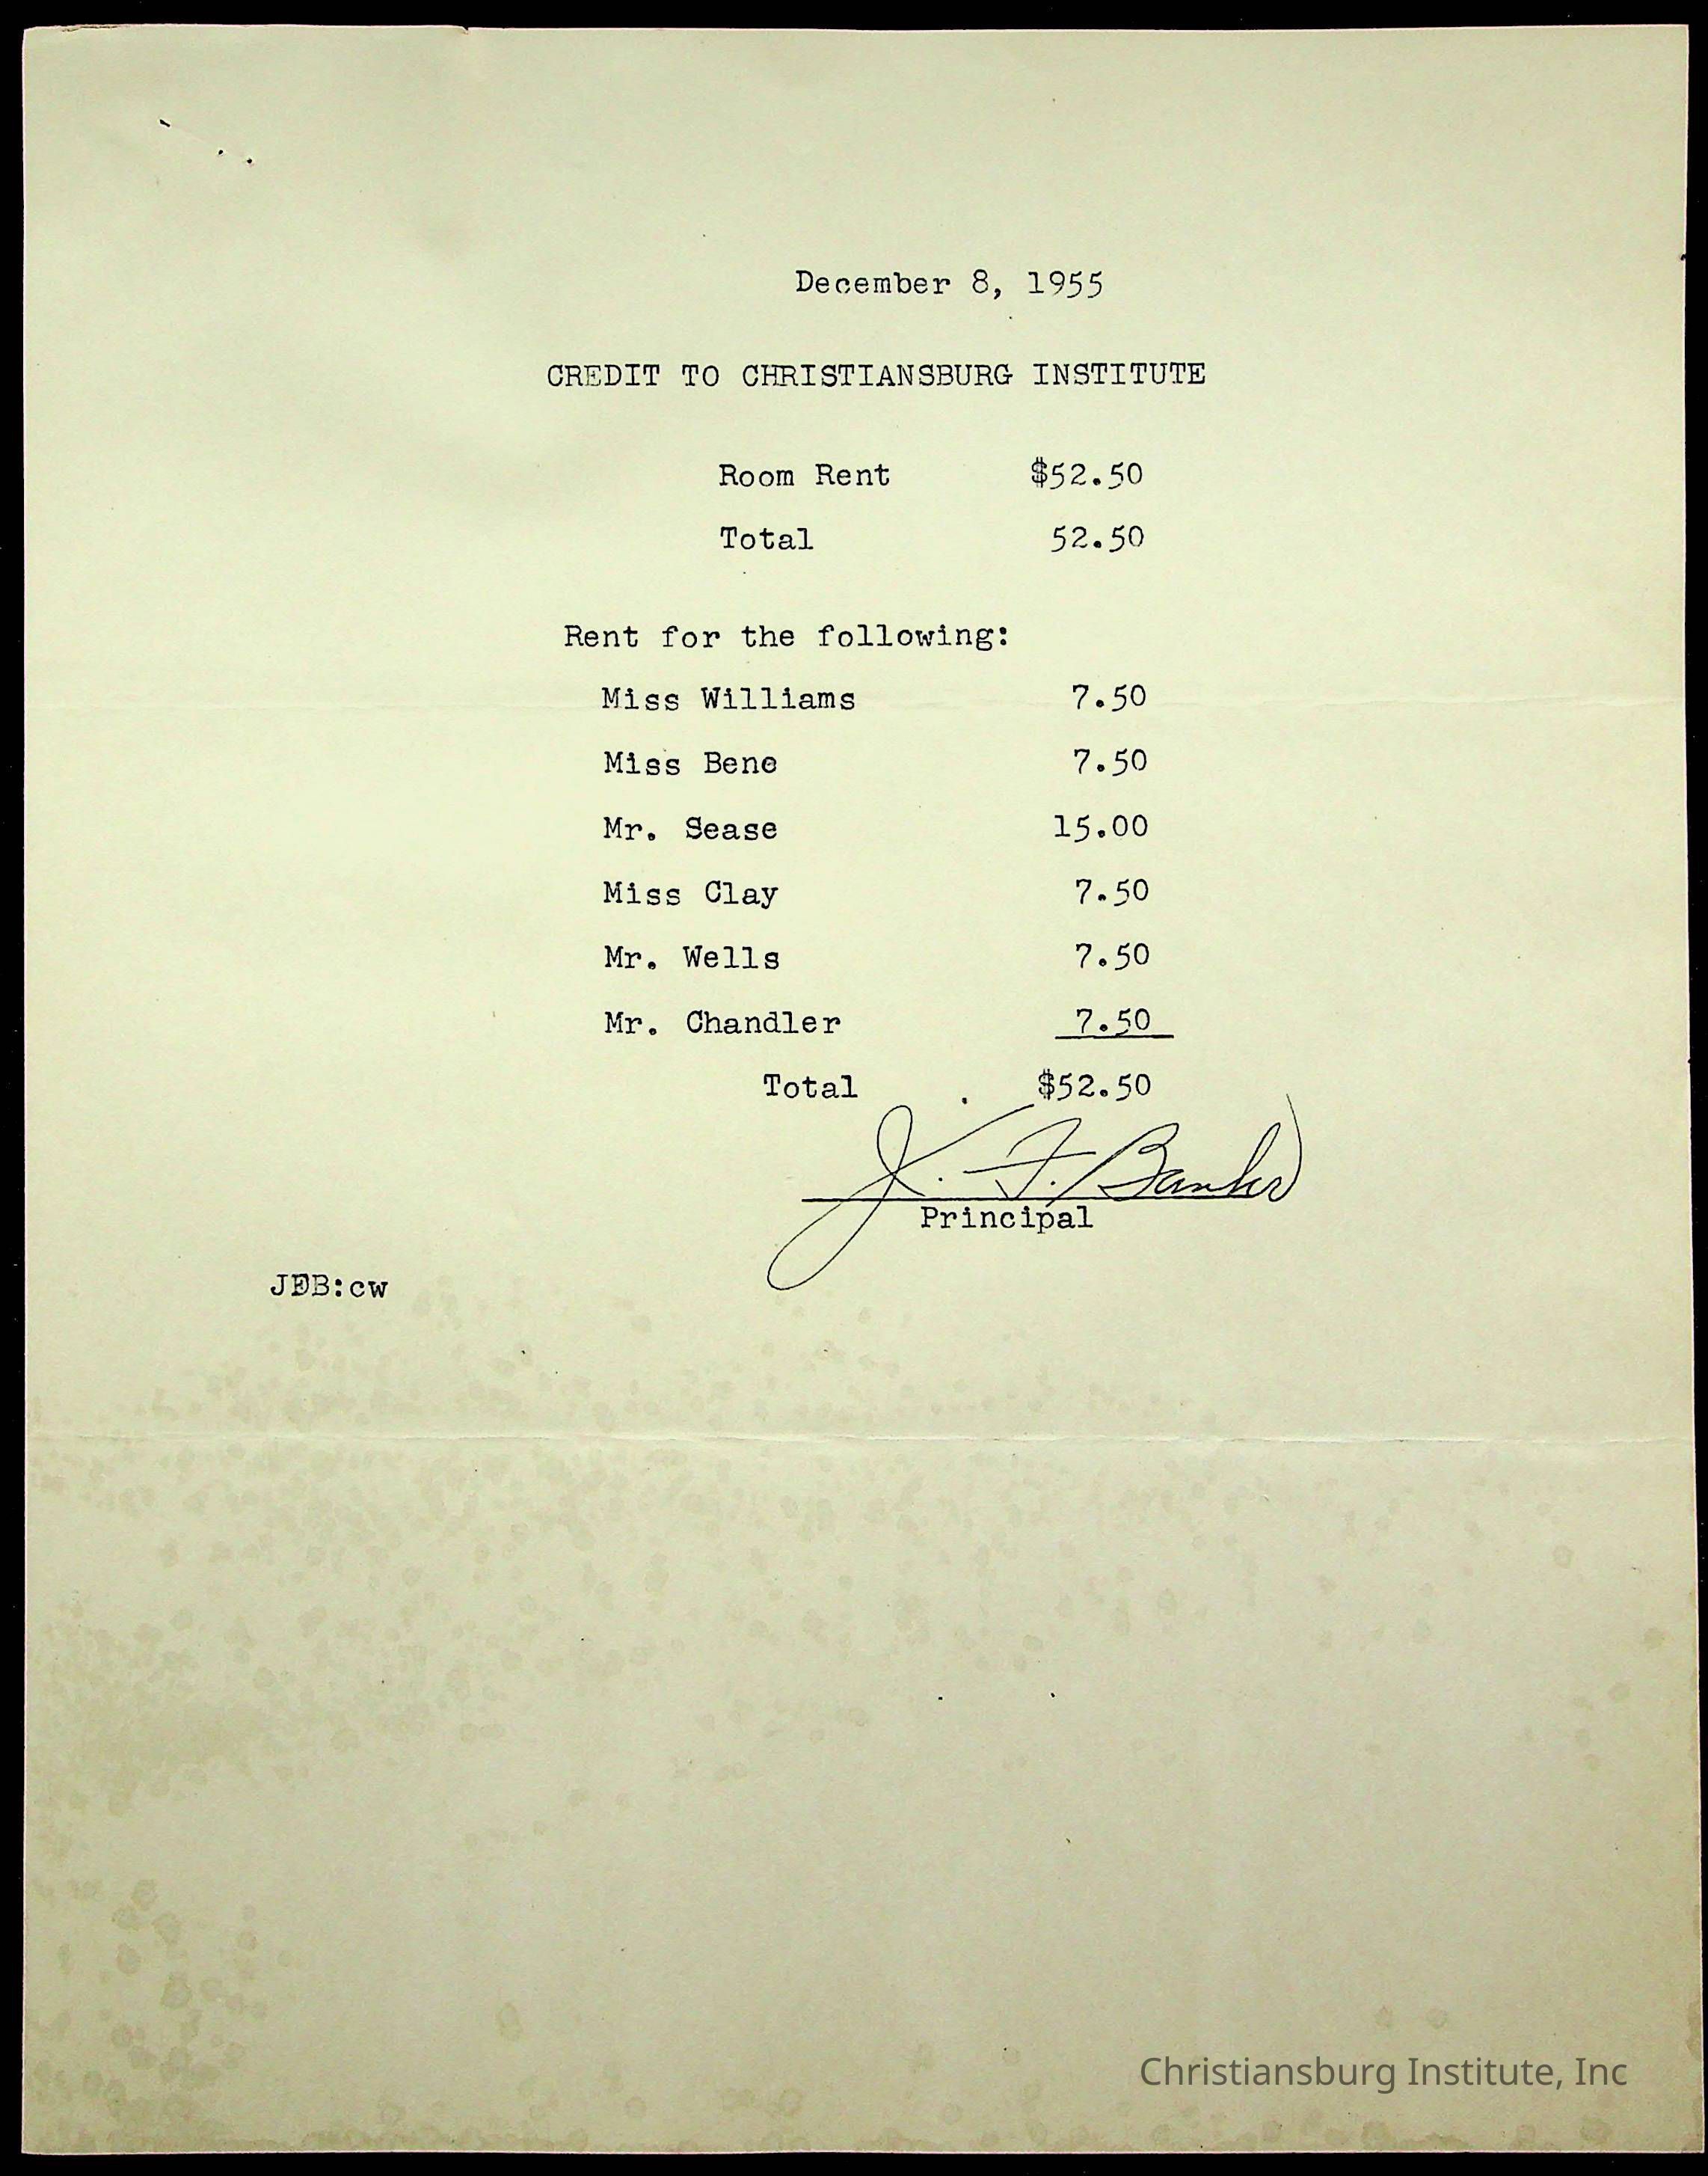 December 8, 1955
CREDIT TO CHRISTIANSBURG INSTITUTE
Room Rent $52.50
Total 52.50
Rent for the following:
Miss Williams 7.50
Miss Bene 7.50
Mr. Sease 15.00
Miss Clay 7.50
Mr. Wells 7.50
Mr. Chandler 7.50
Total $52.50
J. F. Banks
Principal
JFB:cw
Christiansburg Institute, Inc